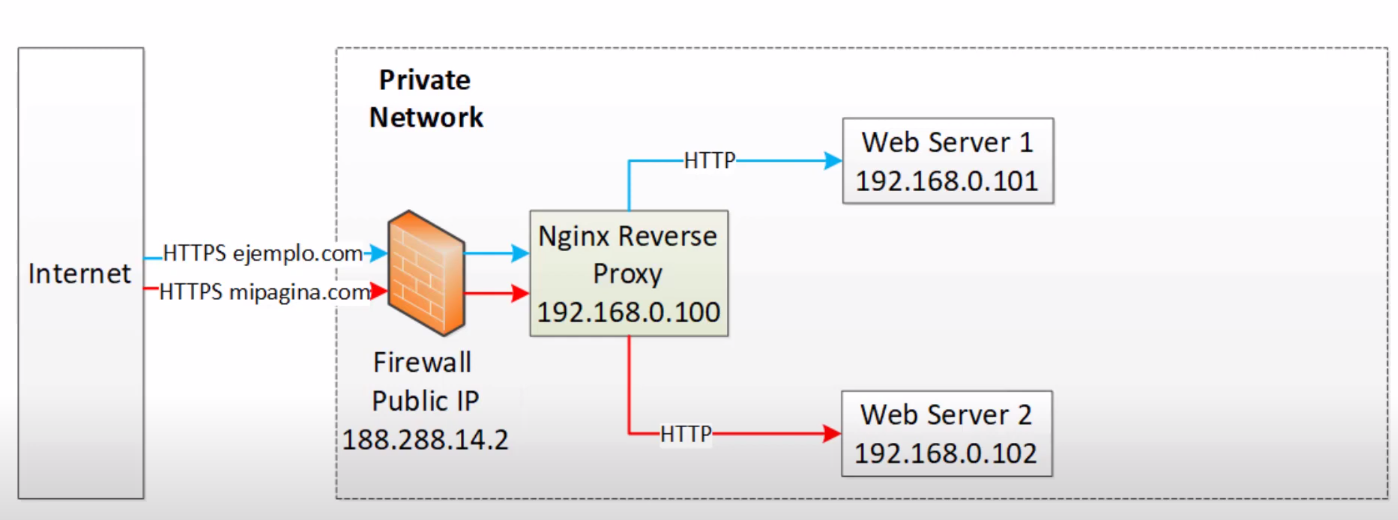 Private
Network
Internet
HTTPS ejemplo.com
HTTPS mipagina.com
Firewall
Public IP
188.288.14.2
Nginx Reverse
Proxy
192.168.0.100
HTTP
Web Server 1
192.168.0.101
HTTP
Web Server 2
192.168.0.102